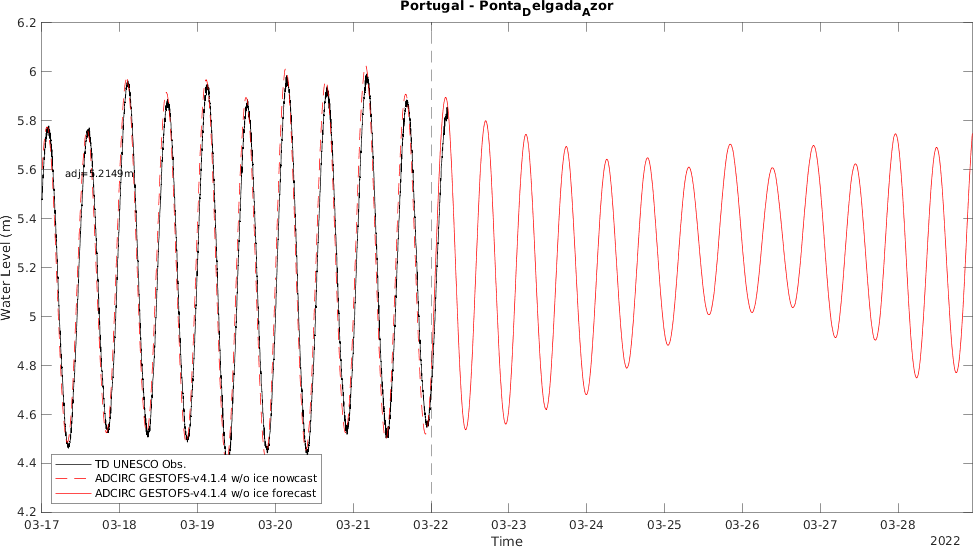 Portugal - Ponta_Delgada_Azor
6.2
6
5.8
5.6
5.4
5.2
5
4.8
4.6
4.4
4.2
Water Level (m)
adj=5.2149m
TD UNESCO Obs.
ADCIRC GESTOFS-v4.1.4 w/o ice nowcast
ADCIRC GESTOFS-v4.1.4 w/o ice forecast
03-17 03-18 03-19 03-20 03-21 03-22 03-23 03-24 03-25 03-26 03-27 03-28
Time
2022